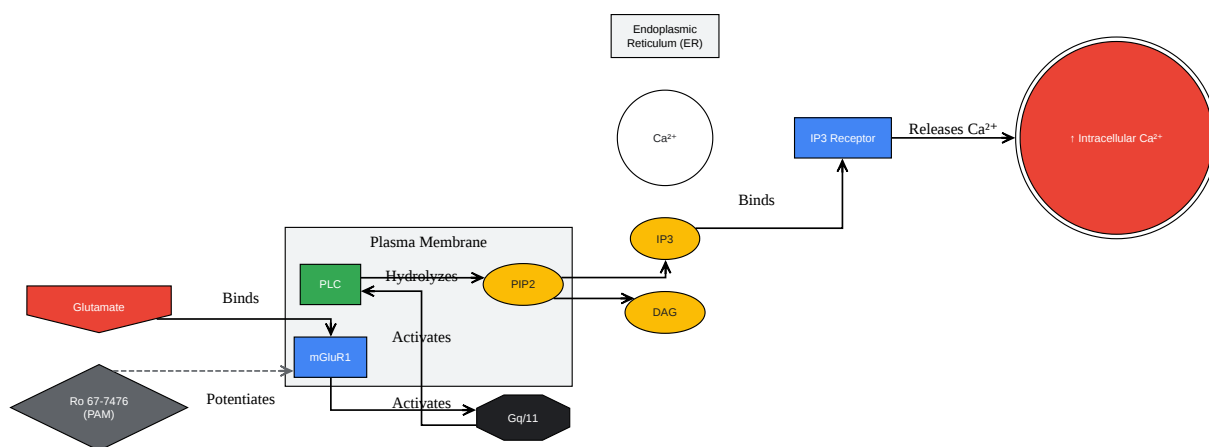 Endoplasmic
Reticulum (ER)
Ca²⁺
IP3 Receptor
Releases Ca²⁺
↑ Intracellular Ca²⁺
Binds
IP3
Plasma Membrane
PLC
Hydrolyzes
PIP2
DAG
Glutamate
Binds
Activates
mGluR1
Ro 67-7476
(PAM)
Potentiates
Activates
Gq/11